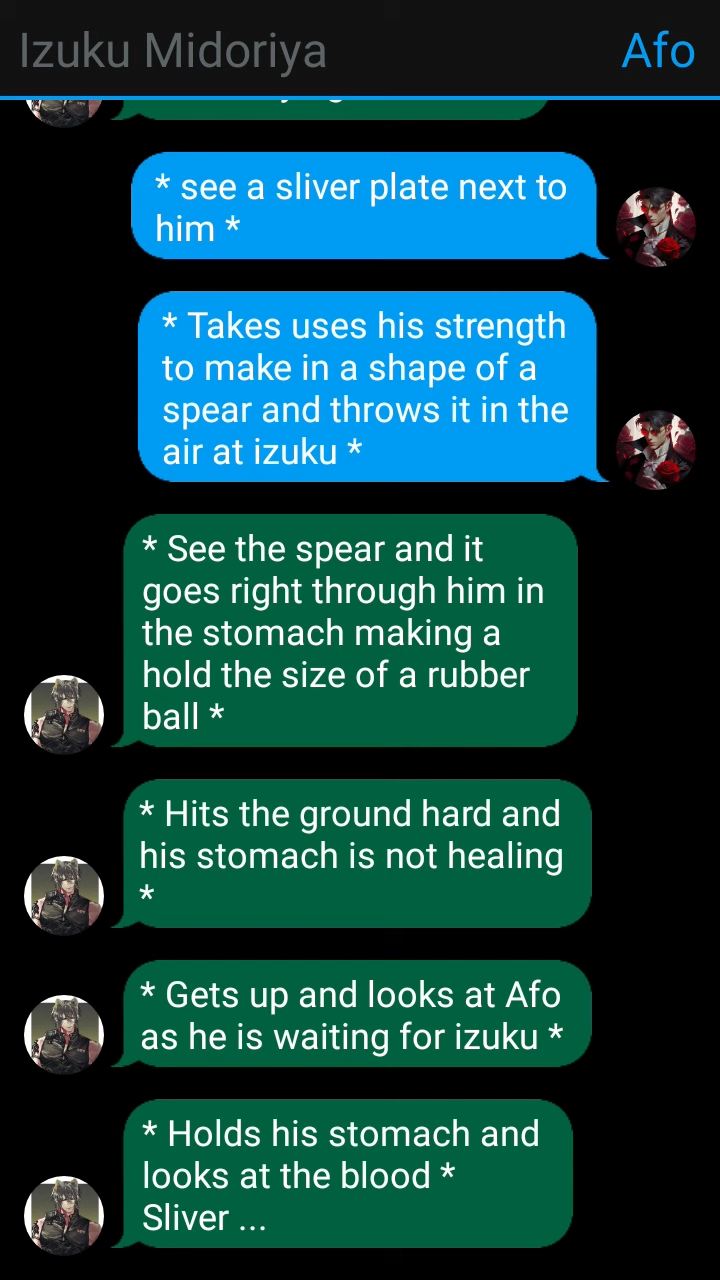 Izuku Midoriya
Afo
* see a sliver plate next to
him *
* Takes uses his strength
to make in a shape of a
spear and throws it in the
air at izuku *
* See the spear and it
goes right through him in
the stomach making a
hold the size of a rubber
ball *
* Hits the ground hard and
his stomach is not healing
*
* Gets up and looks at Afo
as he is waiting for izuku *
* Holds his stomach and
looks at the blood *
Sliver ...